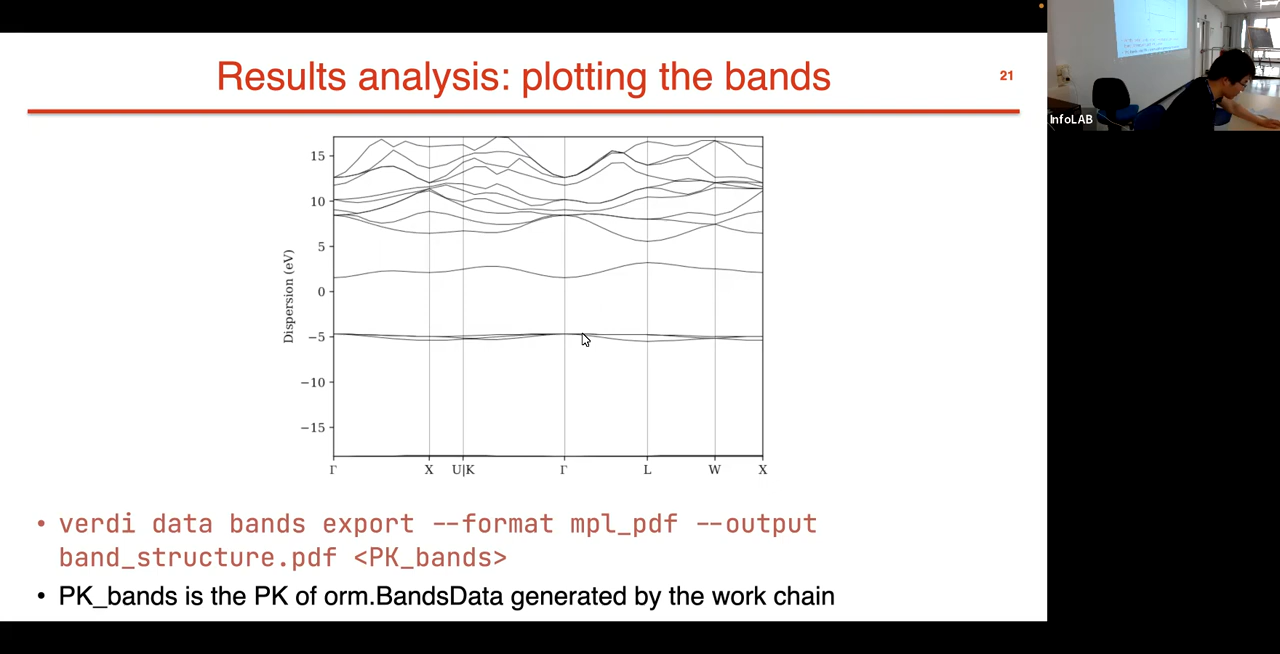 Results analysis: plotting the bands
21
InfoLAB
Dispersion (eV)
15
10
5
0
−5
−10
−15
Γ X U|K Γ L W X
• verdi data bands export --format mpl_pdf --output
band_structure.pdf <PK_bands>
• PK_bands is the PK of orm.BandsData generated by the work chain